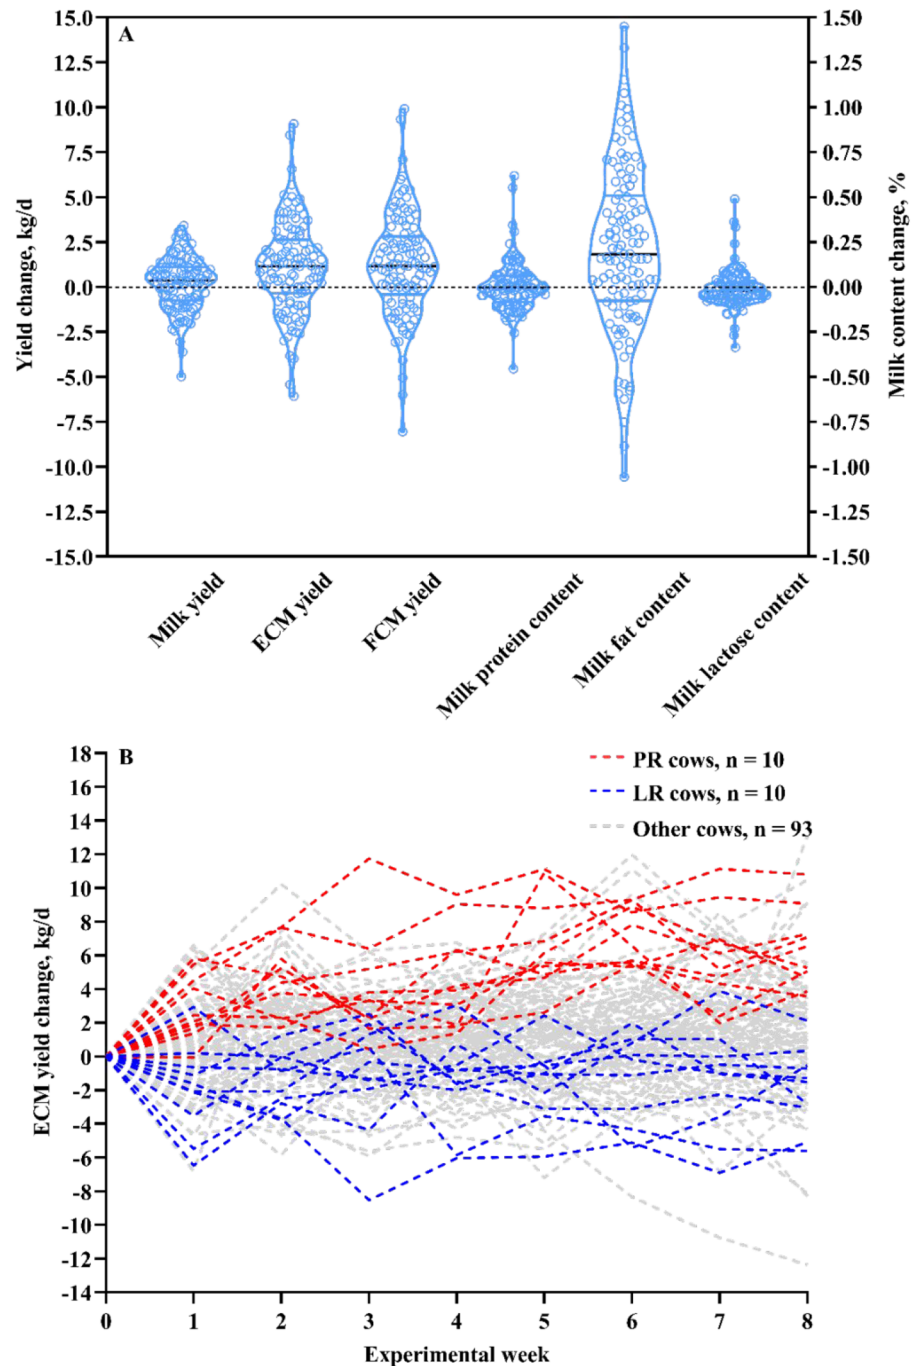 A
Yield change, kg/d
15.0
12.5
10.0
7.5
5.0
2.5
0.0
-2.5
-5.0
-7.5
-10.0
-12.5
-15.0
1.50
1.25
1.00
0.75
0.50
0.25
0.00
-0.25
-0.50
-0.75
-1.00
-1.25
-1.50
Milk content change, %
Milk yield
ECM yield
FCM yield
Milk protein content
Milk fat content
Milk lactose content
B
PR cows, n = 10
LR cows, n = 10
Other cows, n = 93
ECM yield change, kg/d
18
16
14
12
10
8
6
4
2
0
-2
-4
-6
-8
-10
-12
-14
0 1 2 3 4 5 6 7 8
Experimental week